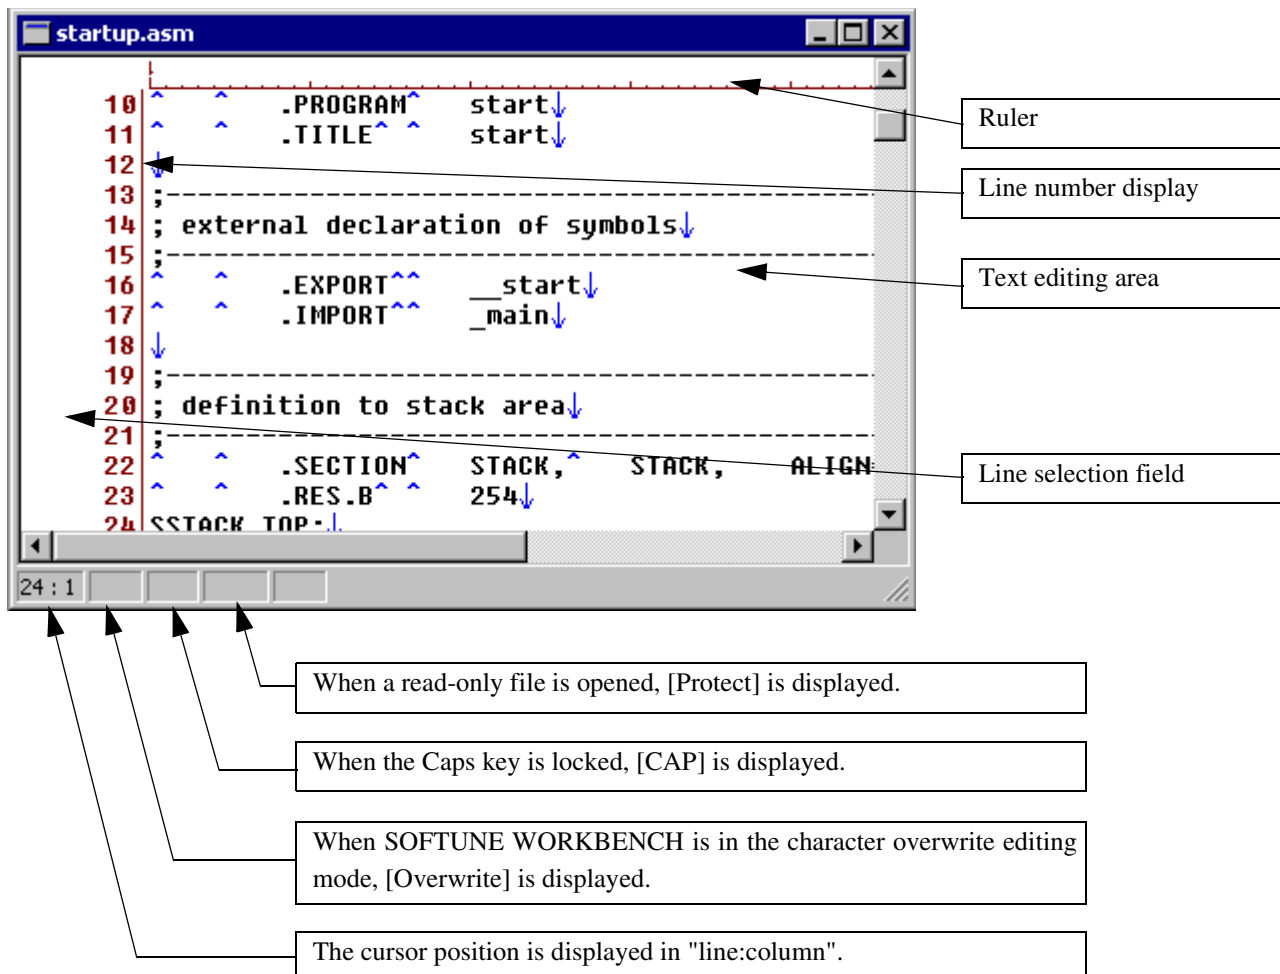 startup.asm
10 ^ ^ .PROGRAM^ start↓
11 ^ ^ .TITLE^ ^ start↓
12 ↓
13 ;--------------------------------------------
14 ; external declaration of symbols↓
15 ;--------------------------------------------
16 ^ ^ .EXPORT^^ __start↓
17 ^ ^ .IMPORT^^ _main↓
18 ↓
19 ;--------------------------------------------
20 ; definition to stack area↓
21 ;--------------------------------------------
22 ^ ^ .SECTION^ STACK,^ STACK, ALIGN=
23 ^ ^ .RES.B^ ^ 254↓
24 SSTACK_TOP:↓
24 : 1
Ruler
Line number display
Text editing area
Line selection field
When a read-only file is opened, [Protect] is displayed.
When the Caps key is locked, [CAP] is displayed.
When SOFTUNE WORKBENCH is in the character overwrite editing
mode, [Overwrite] is displayed.
The cursor position is displayed in "line:column".